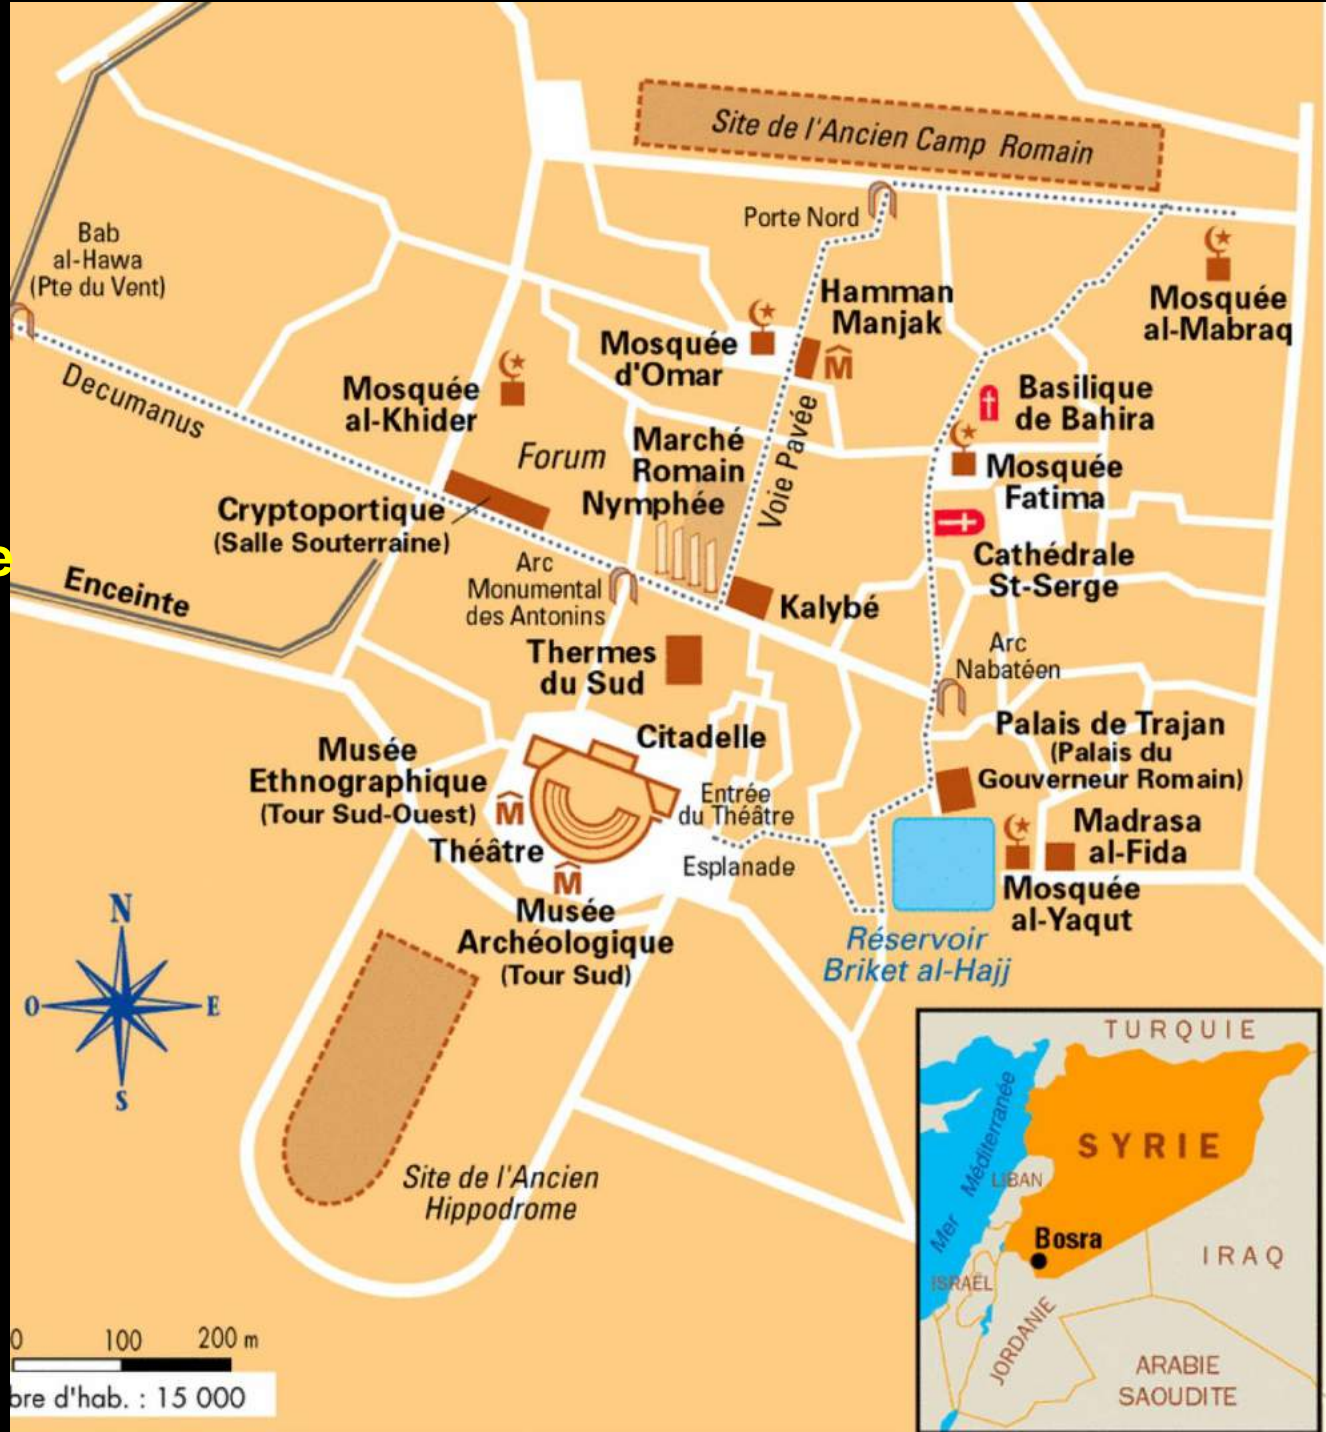 Site de l'Ancien Camp Romain
Porte Nord
Bab
al-Hawa
(Pte du Vent)
Hamman
Manjak
Mosquée
al-Mabraq
Mosquée
d'Omar
M
Decumanus
Mosquée
al-Khider
Basilique
de Bahira
Voie Pavée
Forum
Marché
Romain
Nymphée
Mosquée
Fatima
Cryptoportique
(Salle Souterraine)
e
Cathédrale
St-Serge
Enceinte
Arc
Monumental
des Antonins
Kalybé
Arc
Nabatéen
Thermes
du Sud
Palais de Trajan
(Palais du
Gouverneur Romain)
Citadelle
Musée
Ethnographique
(Tour Sud-Ouest)
M
Entrée
du Théâtre
Théâtre
Esplanade
Madrasa
al-Fida
M
Musée
Archéologique
(Tour Sud)
Mosquée
al-Yaqut
Réservoir
Briket al-Hajj
N
O
E
S
Site de l'Ancien
Hippodrome
TURQUIE
Mer Méditerranée
SYRIE
LIBAN
Bosra
IRAQ
ISRAËL
JORDANIE
ARABIE
SAOUDITE
0 100 200 m
bre d'hab. : 15 000